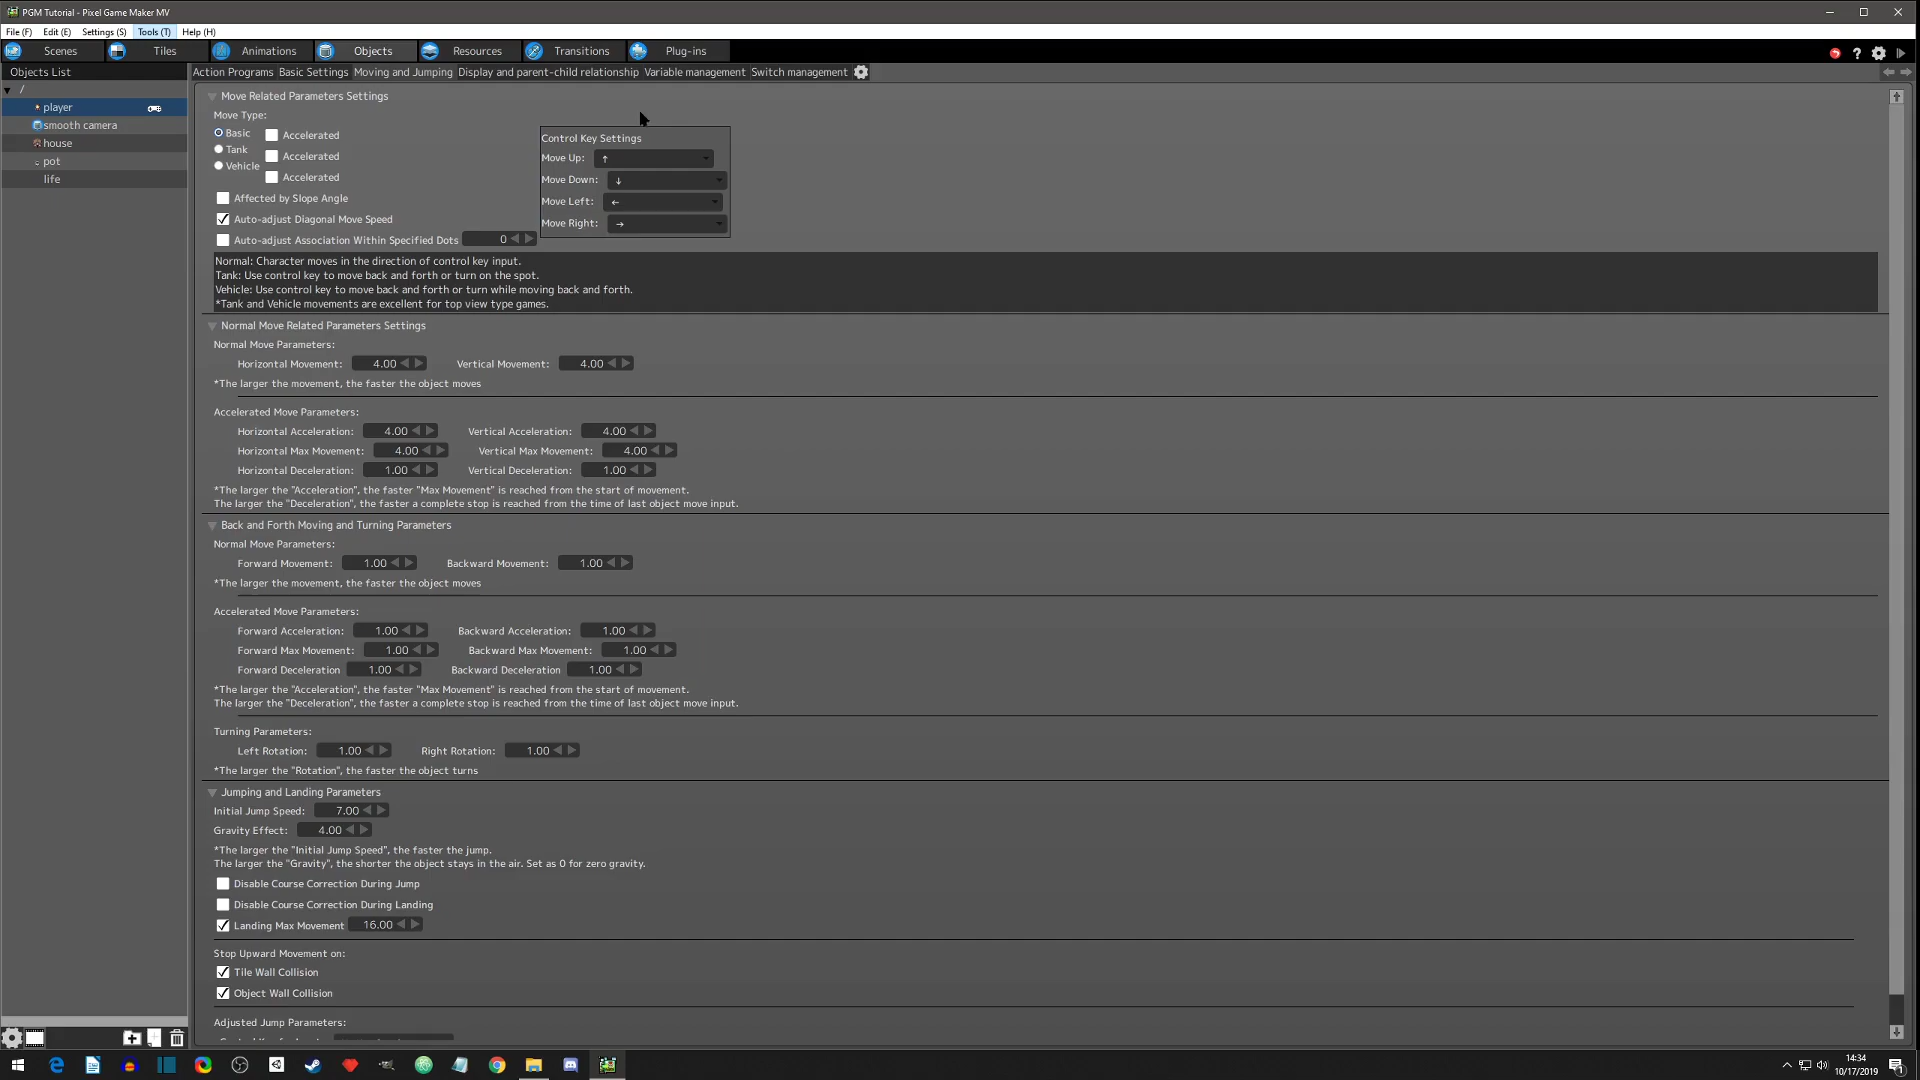 PGM Tutorial - Pixel Game Maker MV
File (F) Edit (E) Settings (S) Tools (T) Help (H)
Scenes Tiles Animations Objects Resources Transitions Plug-ins
Objects List
Action Programs Basic Settings Moving and Jumping Display and parent-child relationship Variable management Switch management
/
player
smooth camera
house
pot
life
Move Related Parameters Settings
Move Type:
Basic Accelerated
Tank Accelerated
Vehicle Accelerated
Control Key Settings
Move Up: ↑
Move Down: ↓
Move Left: ←
Move Right: →
Affected by Slope Angle
Auto-adjust Diagonal Move Speed
Auto-adjust Association Within Specified Dots 0
Normal: Character moves in the direction of control key input.
Tank: Use control key to move back and forth or turn on the spot.
Vehicle: Use control key to move back and forth or turn while moving back and forth.
*Tank and Vehicle movements are excellent for top view type games.
Normal Move Related Parameters Settings
Normal Move Parameters:
Horizontal Movement: 4.00 Vertical Movement: 4.00
*The larger the movement, the faster the object moves
Accelerated Move Parameters:
Horizontal Acceleration: 4.00 Vertical Acceleration: 4.00
Horizontal Max Movement: 4.00 Vertical Max Movement: 4.00
Horizontal Deceleration: 1.00 Vertical Deceleration: 1.00
*The larger the "Acceleration", the faster "Max Movement" is reached from the start of movement.
The larger the "Deceleration", the faster a complete stop is reached from the time of last object move input.
Back and Forth Moving and Turning Parameters
Normal Move Parameters:
Forward Movement: 1.00 Backward Movement: 1.00
*The larger the movement, the faster the object moves
Accelerated Move Parameters:
Forward Acceleration: 1.00 Backward Acceleration: 1.00
Forward Max Movement: 1.00 Backward Max Movement: 1.00
Forward Deceleration 1.00 Backward Deceleration 1.00
*The larger the "Acceleration", the faster "Max Movement" is reached from the start of movement.
The larger the "Deceleration", the faster a complete stop is reached from the time of last object move input.
Turning Parameters:
Left Rotation: 1.00 Right Rotation: 1.00
*The larger the "Rotation", the faster the object turns
Jumping and Landing Parameters
Initial Jump Speed: 7.00
Gravity Effect: 4.00
*The larger the "Initial Jump Speed", the faster the jump.
The larger the "Gravity", the shorter the object stays in the air. Set as 0 for zero gravity.
Disable Course Correction During Jump
Disable Course Correction During Landing
Landing Max Movement 16.00
Stop Upward Movement on:
Tile Wall Collision
Object Wall Collision
Adjusted Jump Parameters:
14:34
10/17/2019